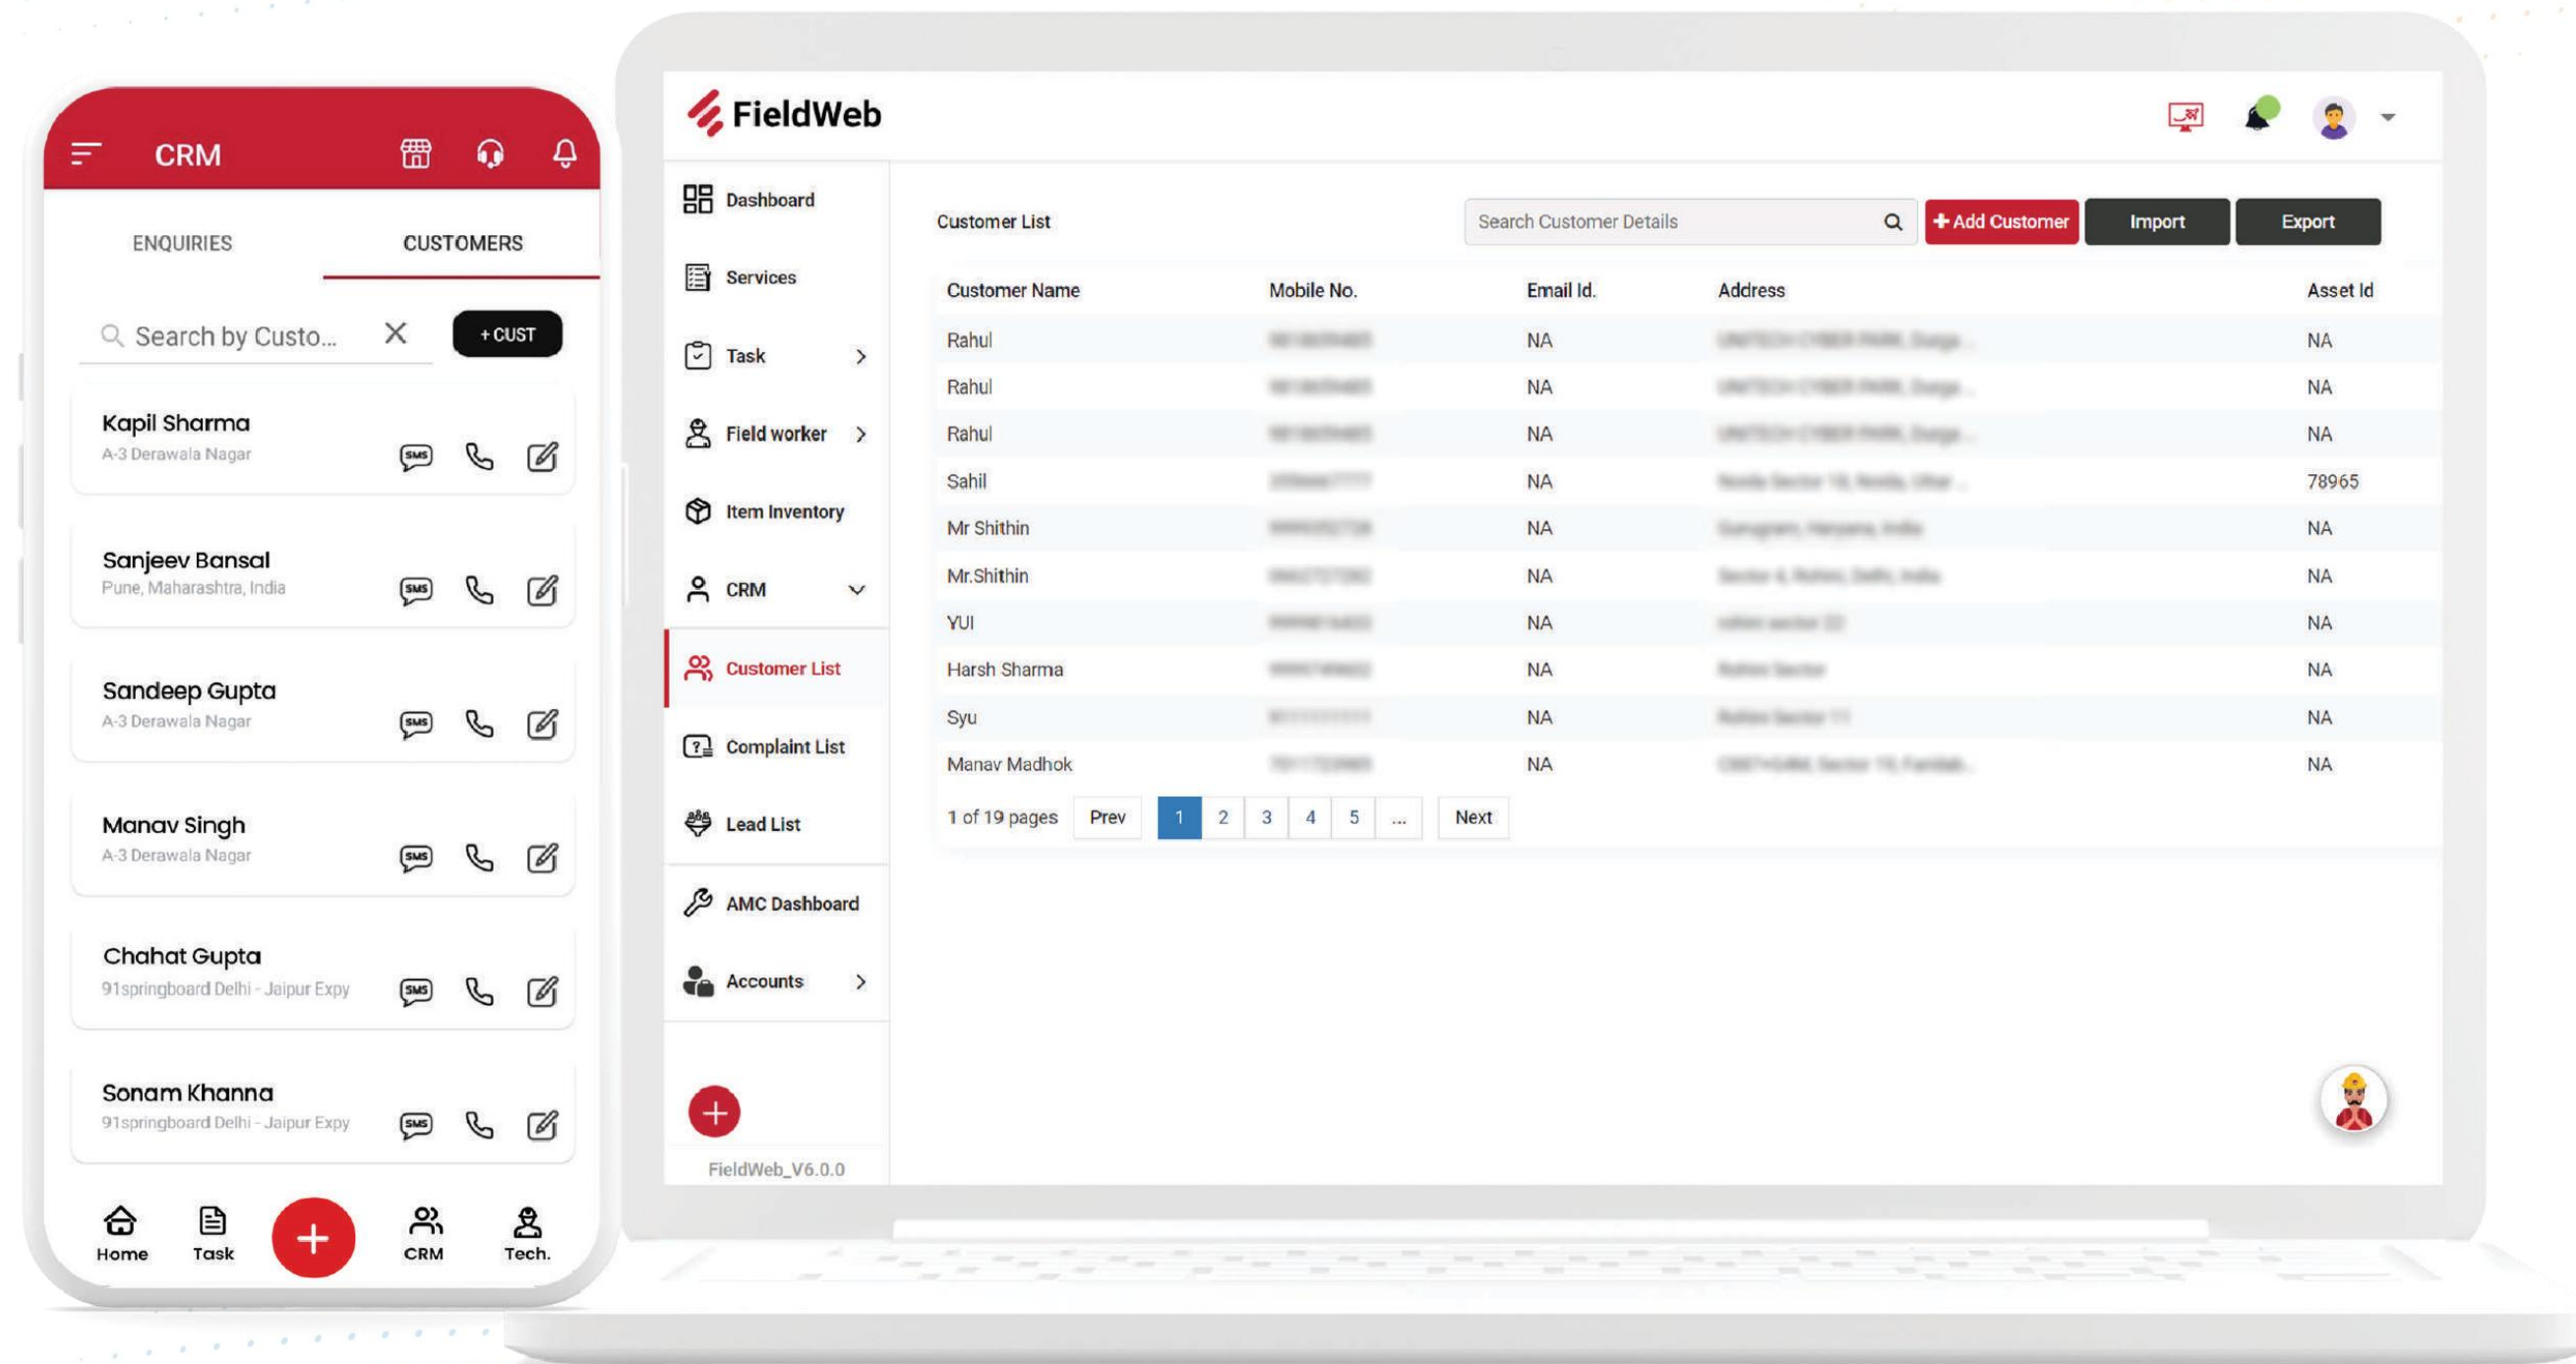 CRM
ENQUIRIES CUSTOMERS
Search by Custo... + CUST
Kapil Sharma
A-3 Derawala Nagar
SMS
Sanjeev Bansal
Pune, Maharashtra, India
SMS
Sandeep Gupta
A-3 Derawala Nagar
SMS
Manav Singh
A-3 Derawala Nagar
SMS
Chahat Gupta
91springboard Delhi - Jaipur Expy
SMS
Sonam Khanna
91springboard Delhi - Jaipur Expy
SMS
Home Task CRM Tech.
FieldWeb
Dashboard
Services
Task
Field worker
Item Inventory
CRM
Customer List
Complaint List
Lead List
AMC Dashboard
Accounts
FieldWeb_V6.0.0
Customer List Search Customer Details Add Customer Import Export
Customer Name Mobile No. Email Id. Address Asset Id
Rahul NA NA
Rahul NA NA
Rahul NA NA
Sahil NA 78965
Mr Shithin NA NA
Mr.Shithin NA NA
YUI NA NA
Harsh Sharma NA NA
Syu NA NA
Manav Madhok NA NA
1 of 19 pages Prev 1 2 3 4 5 ... Next